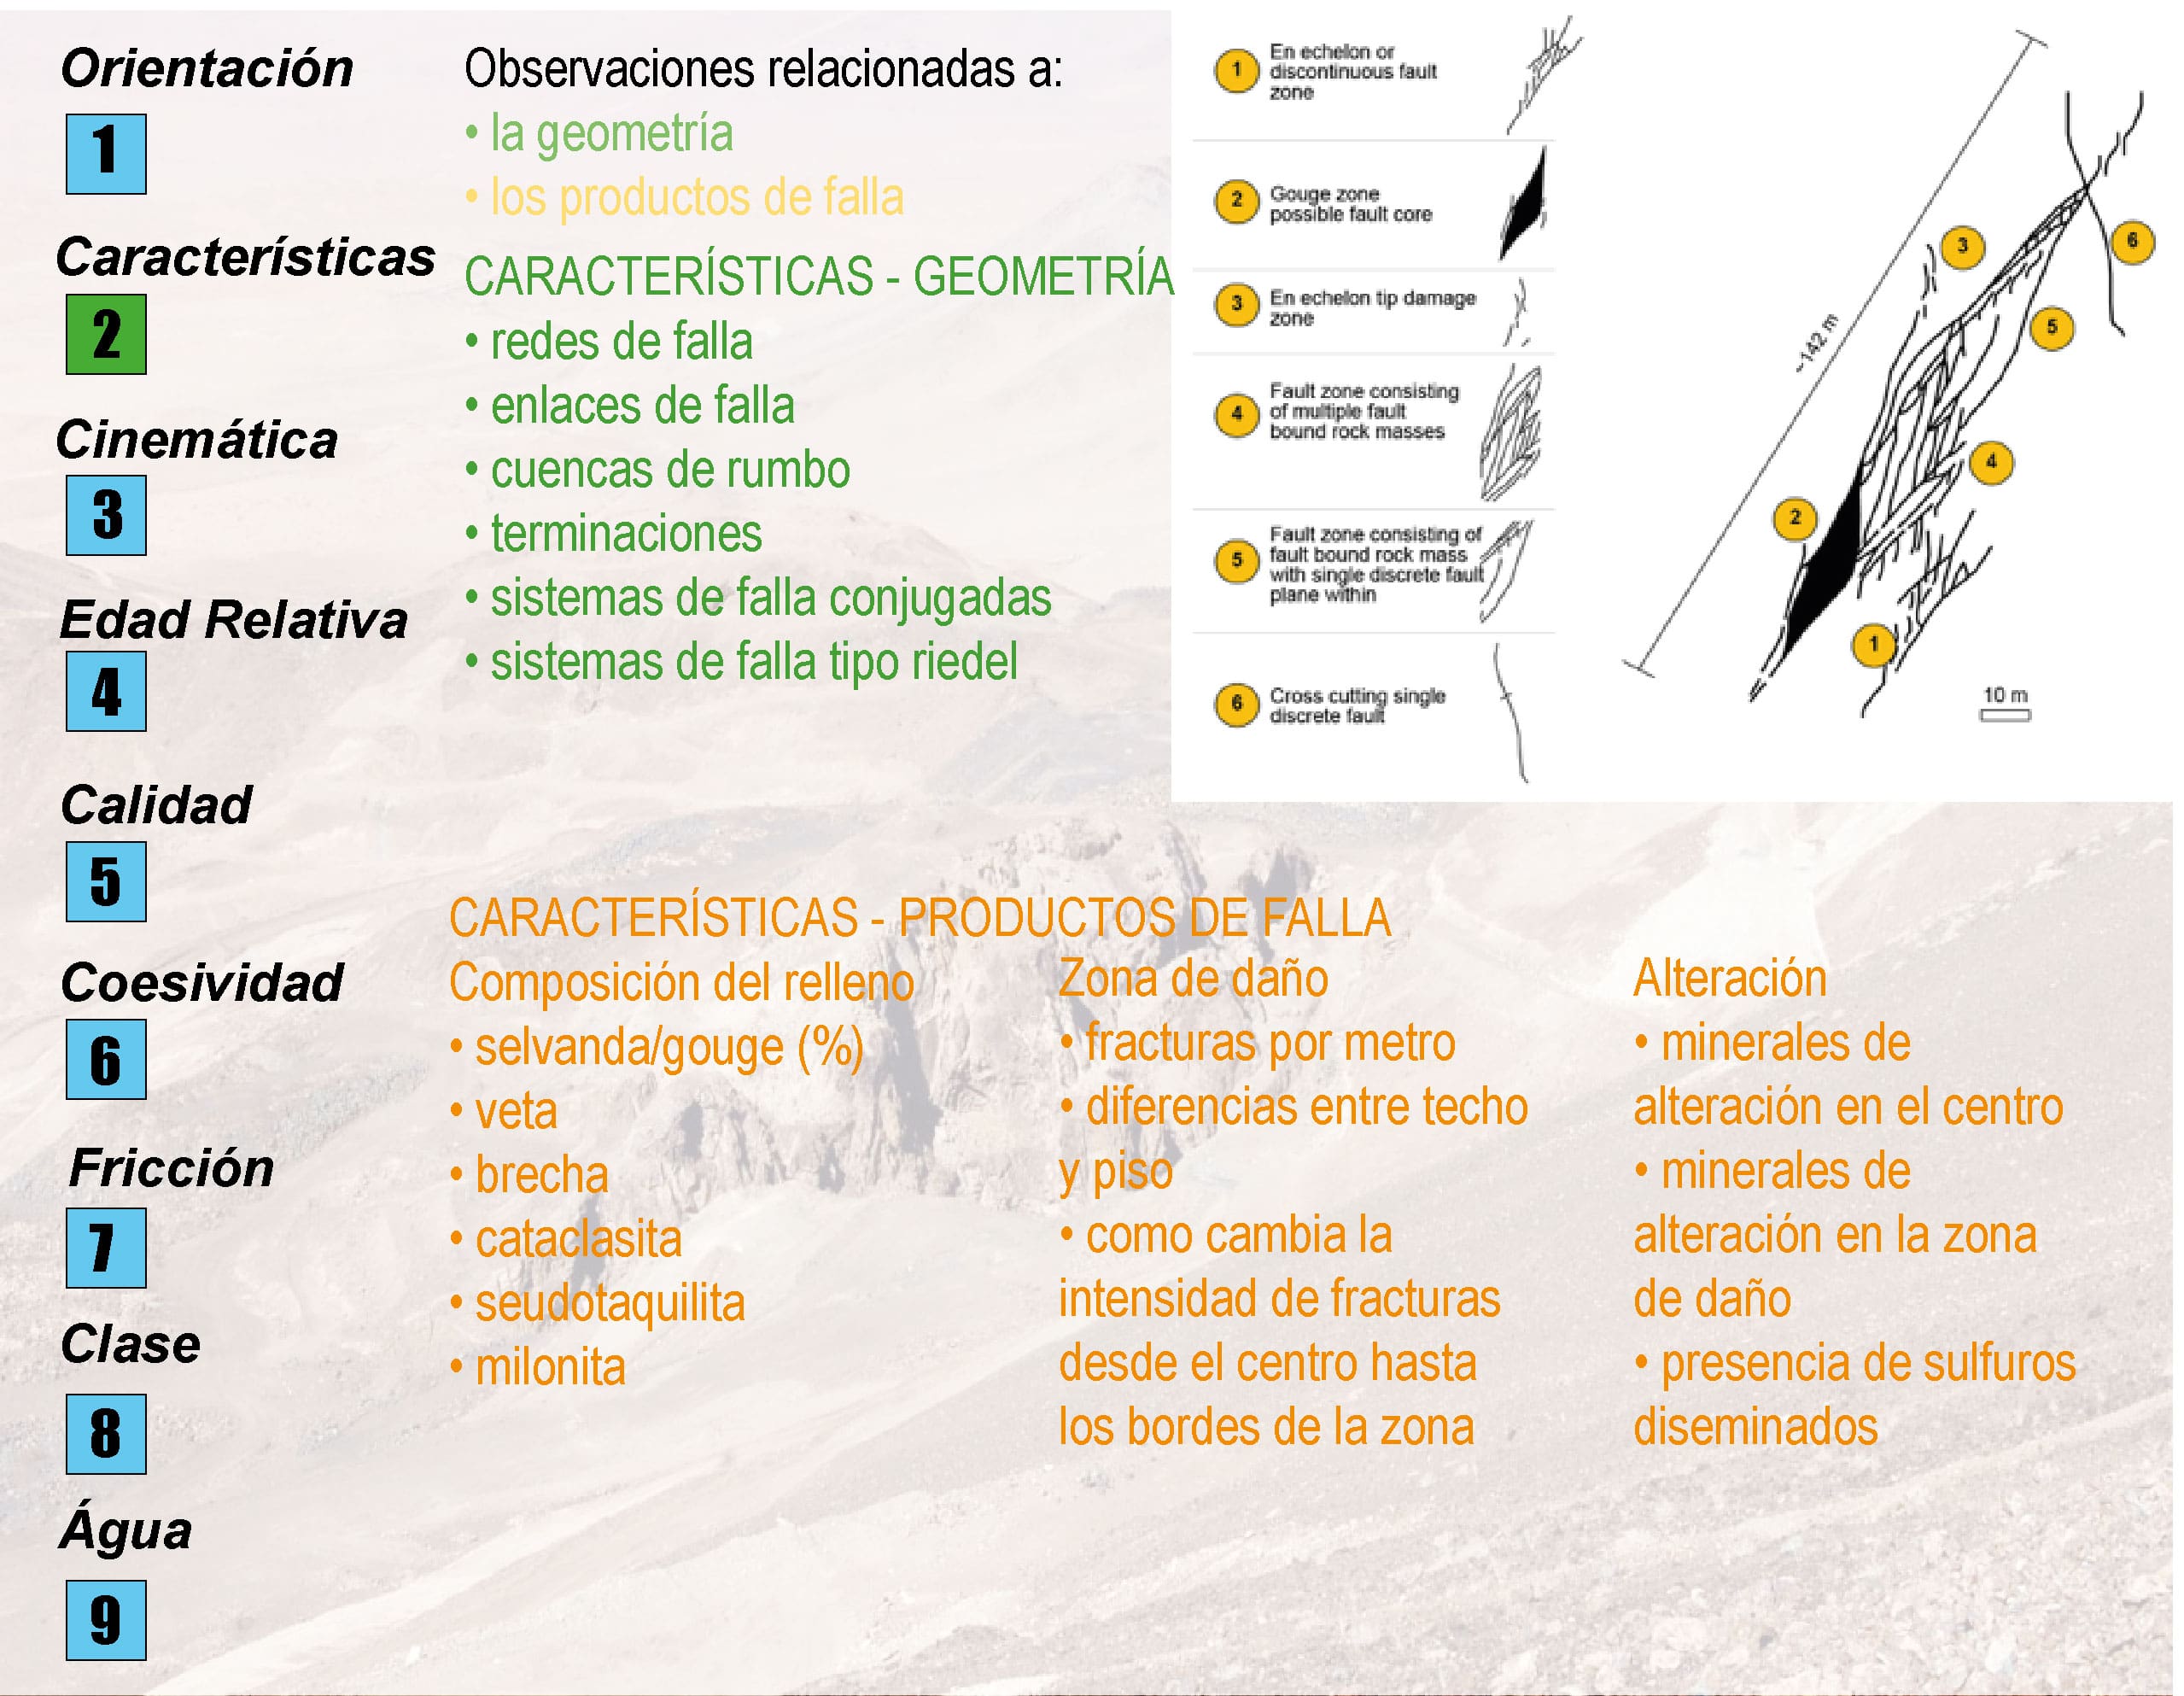 Orientación
1
Características
2
Cinemática
3
Edad Relativa
4
Calidad
5
Coesividad
6
Fricción
7
Clase
8
Água
9
Observaciones relacionadas a:
• la geometría
• los productos de falla
CARACTERÍSTICAS - GEOMETRÍA
• redes de falla
• enlaces de falla
• cuencas de rumbo
• terminaciones
• sistemas de falla conjugadas
• sistemas de falla tipo riedel
1
En echelon or
discontinuous fault
zone
2
Gouge zone
possible fault core
3
En echelon tip damage
zone
4
Fault zone consisting
of multiple fault
bound rock masses
5
Fault zone consisting of
fault bound rock mass
with single discrete fault
plane within
6
Cross cutting single
discrete fault
~142 m
3
6
5
4
2
1
10 m
CARACTERÍSTICAS - PRODUCTOS DE FALLA
Composición del relleno
• selvanda/gouge (%)
• veta
• brecha
• cataclasita
• seudotaquilita
• milonita
Zona de daño
• fracturas por metro
• diferencias entre techo
y piso
• como cambia la
intensidad de fracturas
desde el centro hasta
los bordes de la zona
Alteración
• minerales de
alteración en el centro
• minerales de
alteración en la zona
de daño
• presencia de sulfuros
diseminados